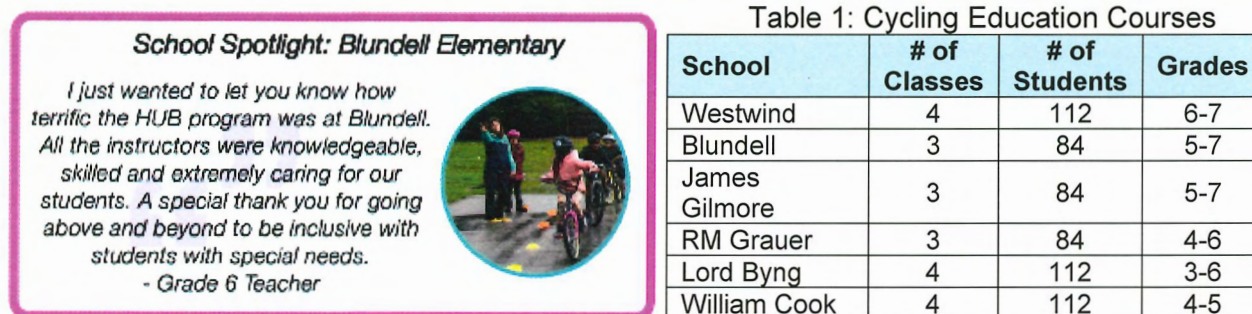 School Spotlight: Blundell Elementary
I just wanted to let you know how
terrific the HUB program was at Blundell.
All the instructors were knowledgeable,
skilled and extremely caring for our
students. A special thank you for going
above and beyond to be inclusive with
students with special needs.
- Grade 6 Teacher
Table 1: Cycling Education Courses
School # of Classes # of Students Grades
Westwind 4 112 6-7
Blundell 3 84 5-7
James Gilmore 3 84 5-7
RM Grauer 3 84 4-6
Lord Byng 4 112 3-6
William Cook 4 112 4-5